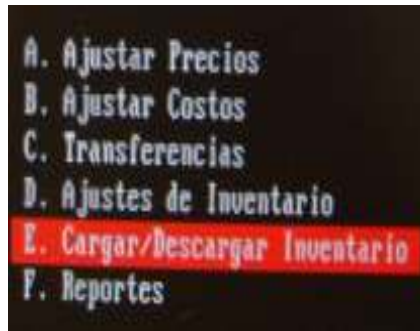 A. Ajustar Precios
B. Ajustar Costos
C. Transferencias
D. Ajustes de Inventario
E. Cargar/Descargar Inventario
F. Reportes